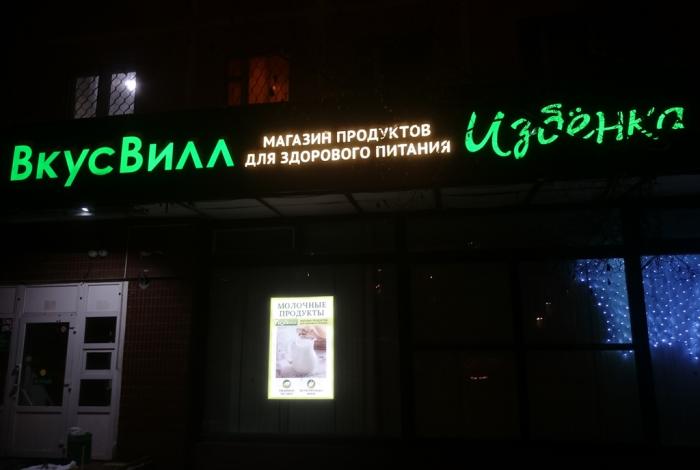 ВкусВилл
МАГАЗИН ПРОДУКТОВ
ДЛЯ ЗДОРОВОГО ПИТАНИЯ
Избёнка
МОЛОЧНЫЕ
ПРОДУКТЫ